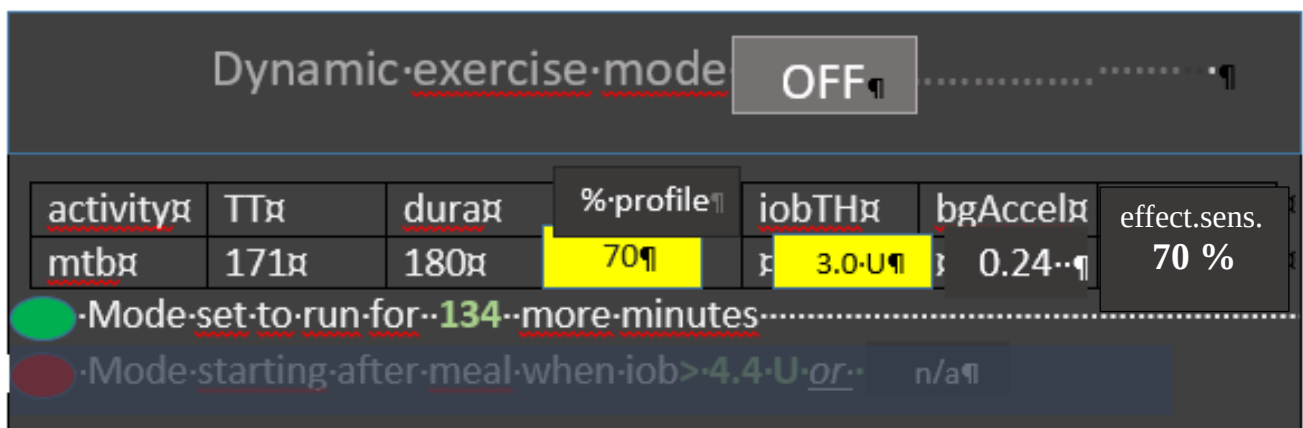 Dynamic exercise mode OFF¶ ¶
activity¤ TT¤ dura¤ % profile¶ iobTH¤ bgAccel¤ effect.sens.
mtb¤ 171¤ 180¤ 70¶ ¤ 3.0 U¶ ¤ 0.24 ¶ 70 % ¤
Mode set to run for 134 more minutes
Mode starting after meal when iob> 4.4 U or n/a¶